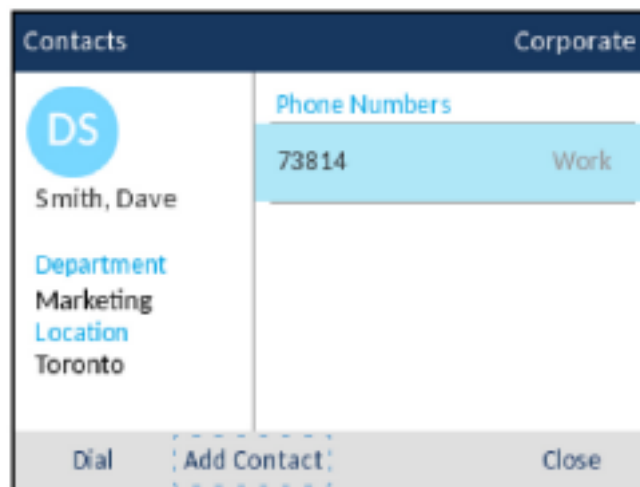 Contacts Corporate
DS
Smith, Dave
Department
Marketing
Location
Toronto
Phone Numbers
73814 Work
Dial Add Contact Close